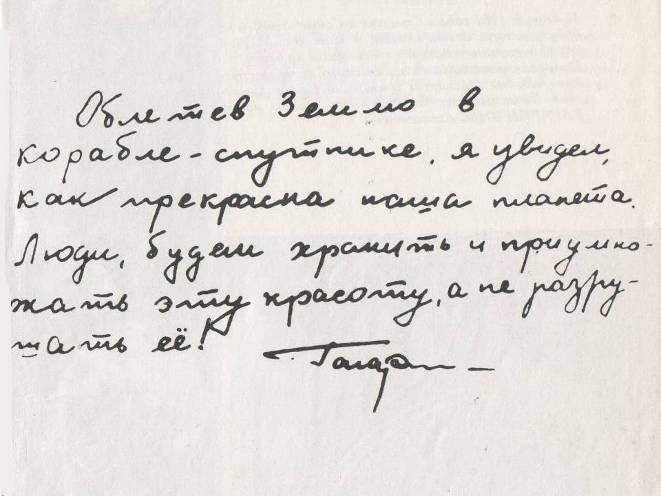 Облетев Землю в
корабле-спутнике, я увидел,
как прекрасна наша планета.
Люди, будем хранить и приумно-
жать эту красоту, а не разру-
шать её!
Гагарин